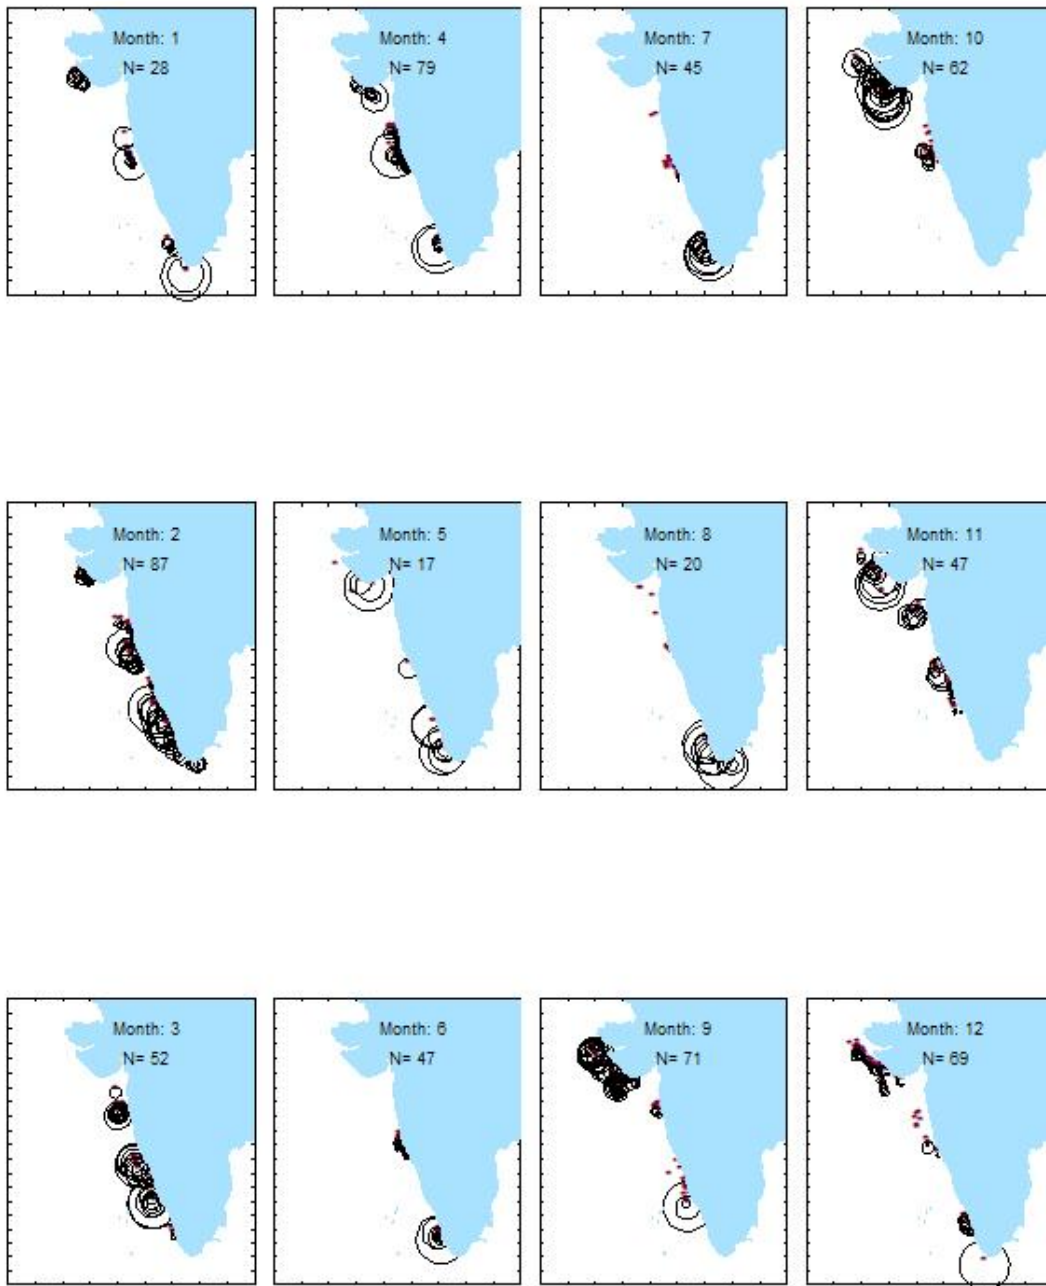 Month: 1
N= 28
Month: 4
N= 79
Month: 7
N= 45
Month: 10
N= 62
Month: 2
N= 87
Month: 5
N= 17
Month: 8
N= 20
Month: 11
N= 47
Month: 3
N= 52
Month: 6
N= 47
Month: 9
N= 71
Month: 12
N= 69